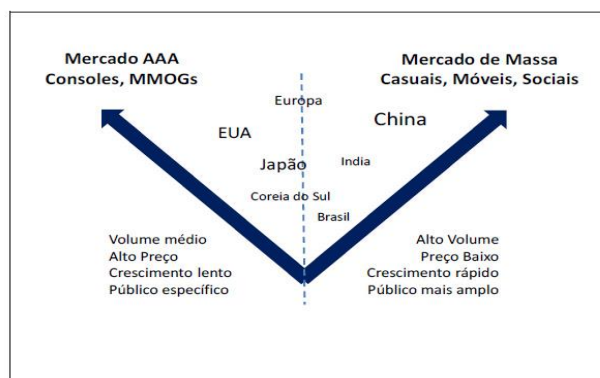 Mercado AAA
Consoles, MMOGs
Mercado de Massa
Casuais, Móveis, Sociais
Europa
China
EUA
Japão
India
Coreia do Sul
Brasil
Volume médio
Alto Preço
Crescimento lento
Público específico
Alto Volume
Preço Baixo
Crescimento rápido
Público mais amplo